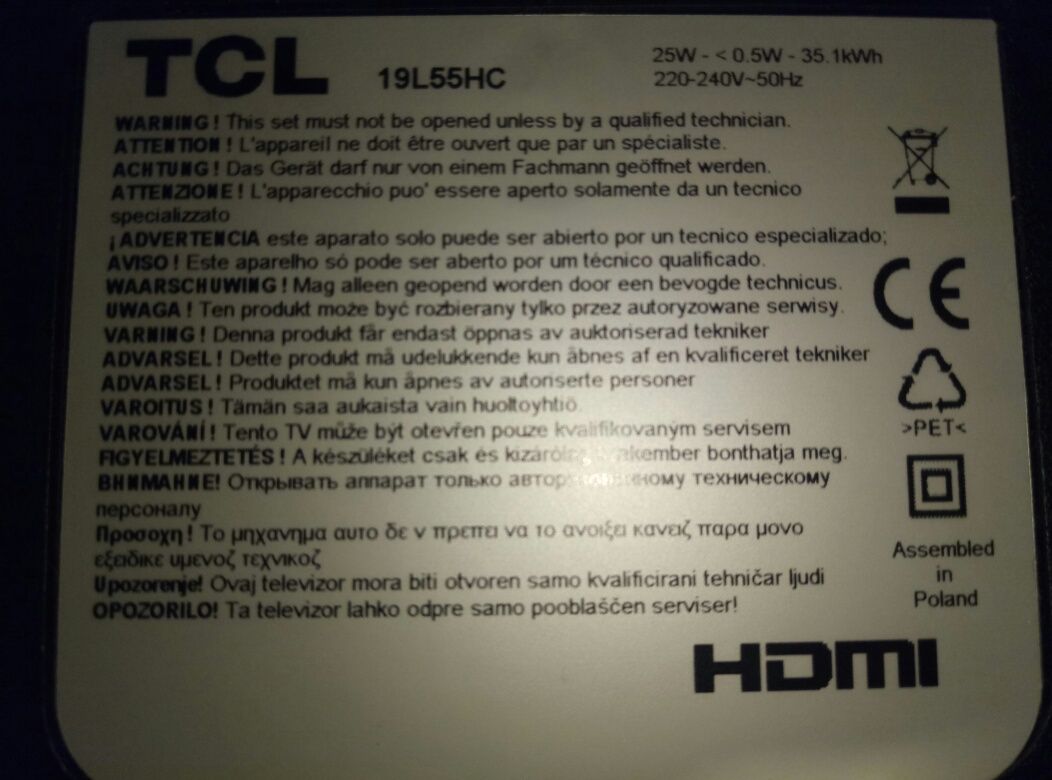 TCL 19L55HC
25W - < 0.5W - 35.1kWh
220-240V~50Hz
WARNING ! This set must not be opened unless by a qualified technician.
ATTENTION ! L'appareil ne doit être ouvert que par un spécialiste.
ACHTUNG ! Das Gerät darf nur von einem Fachmann geöffnet werden.
ATTENZIONE ! L'apparecchio puo' essere aperto solamente da un tecnico
specializzato
¡ ADVERTENCIA este aparato solo puede ser abierto por un tecnico especializado;
AVISO ! Este aparelho só pode ser aberto por um técnico qualificado.
WAARSCHUWING ! Mag alleen geopend worden door een bevogde technicus.
UWAGA ! Ten produkt może być rozbierany tylko przez autoryzowane serwisy.
VARNING ! Denna produkt får endast öppnas av auktoriserad tekniker
ADVARSEL ! Dette produkt må udelukkende kun åbnes af en kvalificeret tekniker
ADVARSEL ! Produktet må kun åpnes av autoriserte personer
VAROITUS ! Tämän saa aukaista vain huoltoyhtiö.
VAROVÁNÍ ! Tento TV může být otevřen pouze kvalifikovaným servisem
FIGYELMEZTETÉS ! A készüléket csak és bonthatja meg.
ВНИМАНИЕ! Открывать аппарат только техническому
персоналу
Προσοχη ! Το μηχανημα αυτο δε ν πρεπει να το ανοιξει κανειζ παρα μονο
εξειδικε υμενοζ τεχνικοζ
Upozorenje! Ovaj televizor mora biti otvoren samo kvalificirani tehničar ljudi
OPOZORILO! Ta televizor lahko odpre samo pooblaščen serviser!
CE
>PET<
Assembled
in
Poland
HDMI